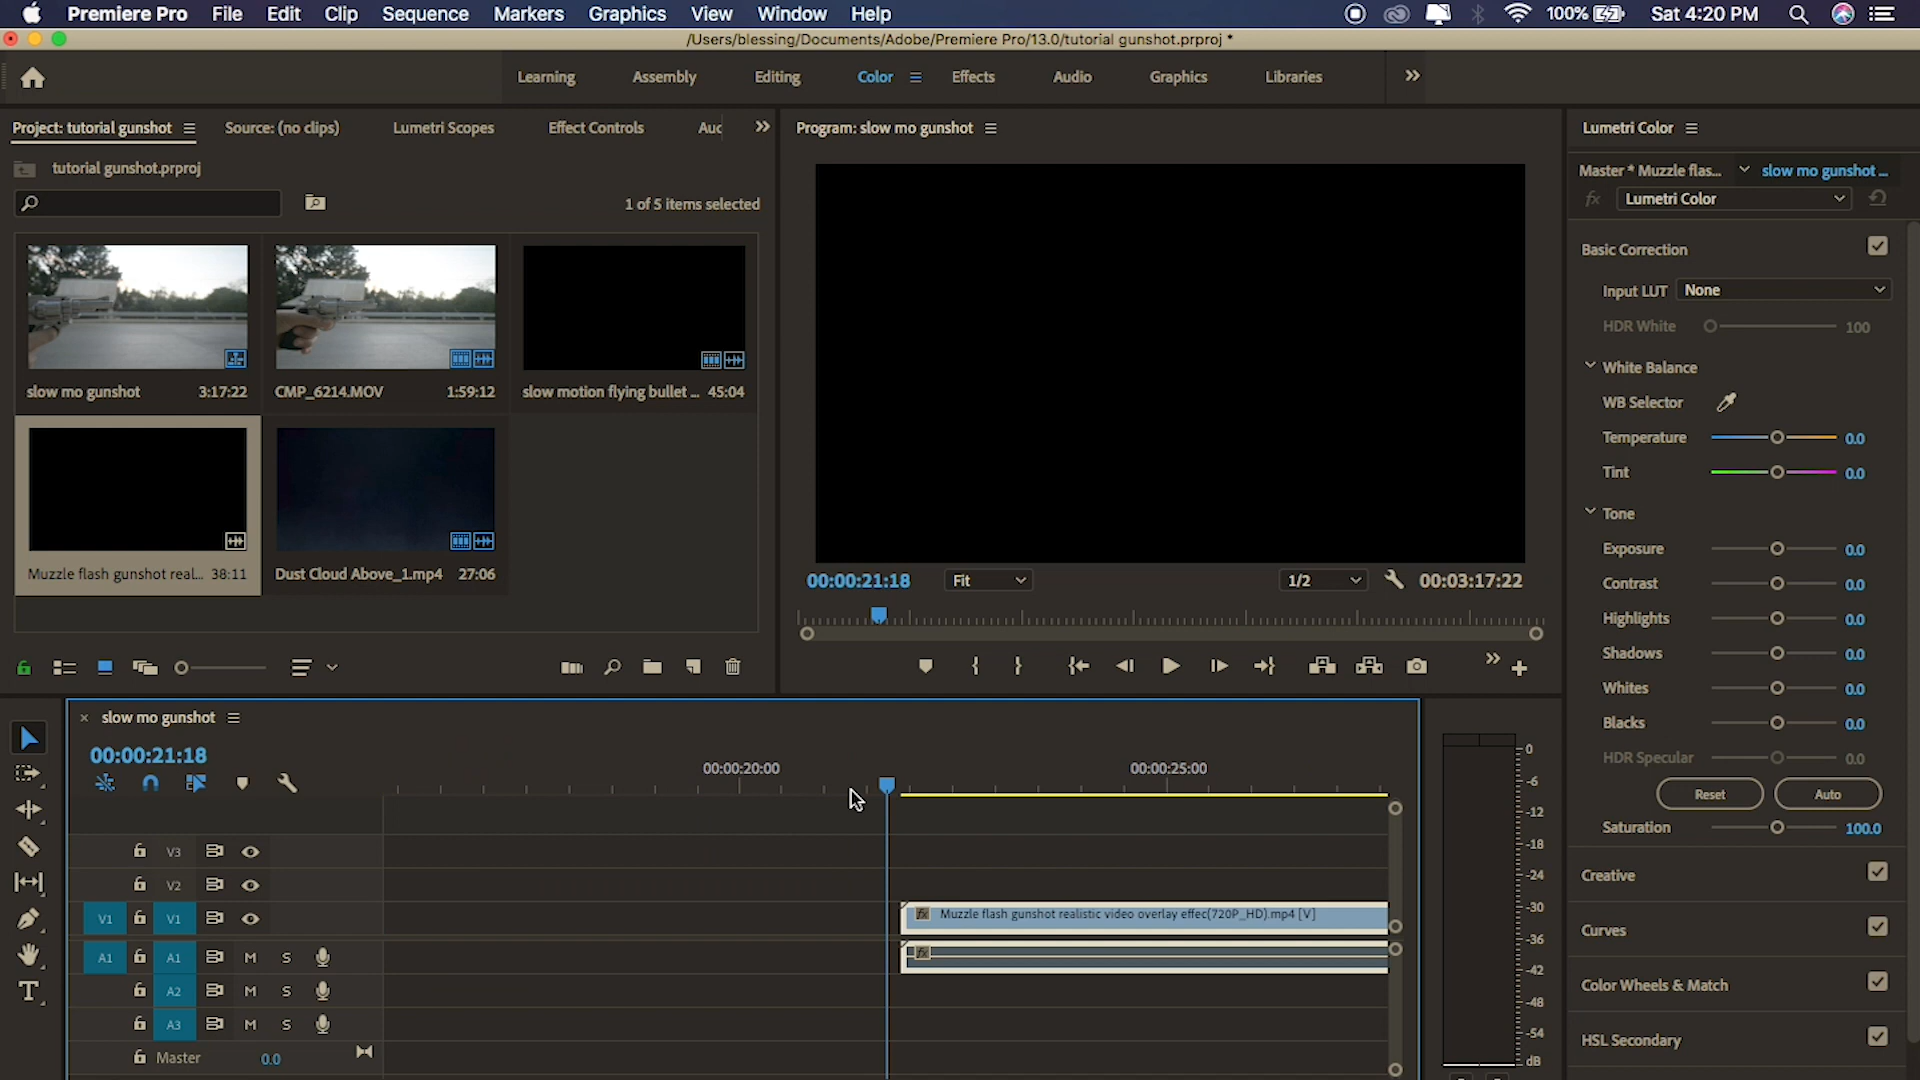 Premiere Pro File Edit Clip Sequence Markers Graphics View Window Help 100% Sat 4:20 PM
/Users/blessing/Documents/Adobe/Premiere Pro/13.0/tutorial gunshot.prproj *
Learning Assembly Editing Color Effects Audio Graphics Libraries
Project: tutorial gunshot Source: (no clips) Lumetri Scopes Effect Controls Auc
tutorial gunshot.prproj
1 of 5 items selected
slow mo gunshot 3:17:22
CMP_6214.MOV 1:59:12
slow motion flying bullet ... 45:04
Muzzle flash gunshot real... 38:11
Dust Cloud Above_1.mp4 27:06
Program: slow mo gunshot
00:00:21:18 Fit 1/2 00:03:17:22
Lumetri Color
Master * Muzzle flas... slow mo gunshot ...
fx Lumetri Color
Basic Correction
Input LUT None
HDR White 100
White Balance
WB Selector
Temperature 0.0
Tint 0.0
Tone
Exposure 0.0
Contrast 0.0
Highlights 0.0
Shadows 0.0
Whites 0.0
Blacks 0.0
HDR Specular 0.0
Reset Auto
Saturation 100.0
Creative
Curves
Color Wheels & Match
HSL Secondary
slow mo gunshot
00:00:21:18
00:00:20:00 00:00:25:00
V3
V2
V1 V1 fx Muzzle flash gunshot realistic video overlay effec(720P_HD).mp4 [V]
A1 A1 M S fx
A2 M S
A3 M S
Master 0.0
0
-6
-12
-18
-24
-30
-36
-42
-48
-54
dB